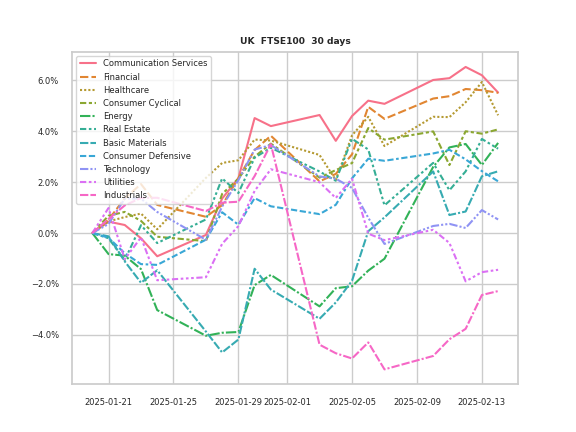 UK  FTSE100  30 days
Communication Services
Financial
Healthcare
Consumer Cyclical
Energy
Real Estate
Basic Materials
Consumer Defensive
Technology
Utilities
Industrials
6.0%
4.0%
2.0%
0.0%
−2.0%
−4.0%
2025-01-21 2025-01-25 2025-01-29 2025-02-01 2025-02-05 2025-02-09 2025-02-13